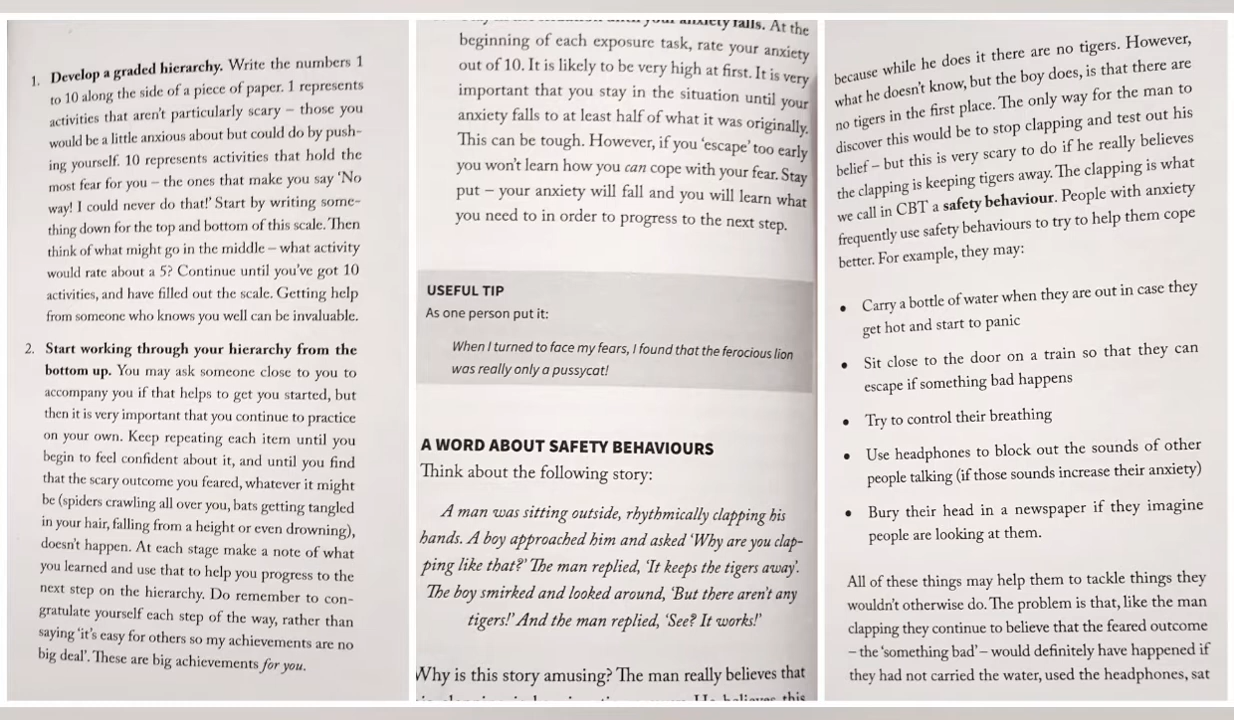 1. Develop a graded hierarchy. Write the numbers 1
to 10 along the side of a piece of paper. 1 represents
activities that aren't particularly scary – those you
would be a little anxious about but could do by push-
ing yourself. 10 represents activities that hold the
most fear for you – the ones that make you say 'No
way! I could never do that!' Start by writing some-
thing down for the top and bottom of this scale. Then
think of what might go in the middle – what activity
would rate about a 5? Continue until you've got 10
activities, and have filled out the scale. Getting help
from someone who knows you well can be invaluable.
2. Start working through your hierarchy from the
bottom up. You may ask someone close to you to
accompany you if that helps to get you started, but
then it is very important that you continue to practice
on your own. Keep repeating each item until you
begin to feel confident about it, and until you find
that the scary outcome you feared, whatever it might
be (spiders crawling all over you, bats getting tangled
in your hair, falling from a height or even drowning),
doesn't happen. At each stage make a note of what
you learned and use that to help you progress to the
next step on the hierarchy. Do remember to con-
gratulate yourself each step of the way, rather than
saying 'it's easy for others so my achievements are no
big deal'. These are big achievements for you.
your anxiety falls. At the
beginning of each exposure task, rate your anxiety
out of 10. It is likely to be very high at first. It is very
important that you stay in the situation until your
anxiety falls to at least half of what it was originally.
This can be tough. However, if you 'escape' too early
you won't learn how you can cope with your fear. Stay
put – your anxiety will fall and you will learn what
you need to in order to progress to the next step.
USEFUL TIP
As one person put it:
When I turned to face my fears, I found that the ferocious lion
was really only a pussycat!
A WORD ABOUT SAFETY BEHAVIOURS
Think about the following story:
A man was sitting outside, rhythmically clapping his
hands. A boy approached him and asked 'Why are you clap-
ping like that?' The man replied, 'It keeps the tigers away'.
The boy smirked and looked around, 'But there aren't any
tigers!' And the man replied, 'See? It works!'
Why is this story amusing? The man really believes that
this
because while he does it there are no tigers. However,
what he doesn't know, but the boy does, is that there are
no tigers in the first place. The only way for the man to
discover this would be to stop clapping and test out his
belief – but this is very scary to do if he really believes
the clapping is keeping tigers away. The clapping is what
we call in CBT a safety behaviour. People with anxiety
frequently use safety behaviours to try to help them cope
better. For example, they may:
• Carry a bottle of water when they are out in case they
get hot and start to panic
• Sit close to the door on a train so that they can
escape if something bad happens
• Try to control their breathing
• Use headphones to block out the sounds of other
people talking (if those sounds increase their anxiety)
• Bury their head in a newspaper if they imagine
people are looking at them.
All of these things may help them to tackle things they
wouldn't otherwise do. The problem is that, like the man
clapping they continue to believe that the feared outcome
– the 'something bad' – would definitely have happened if
they had not carried the water, used the headphones, sat